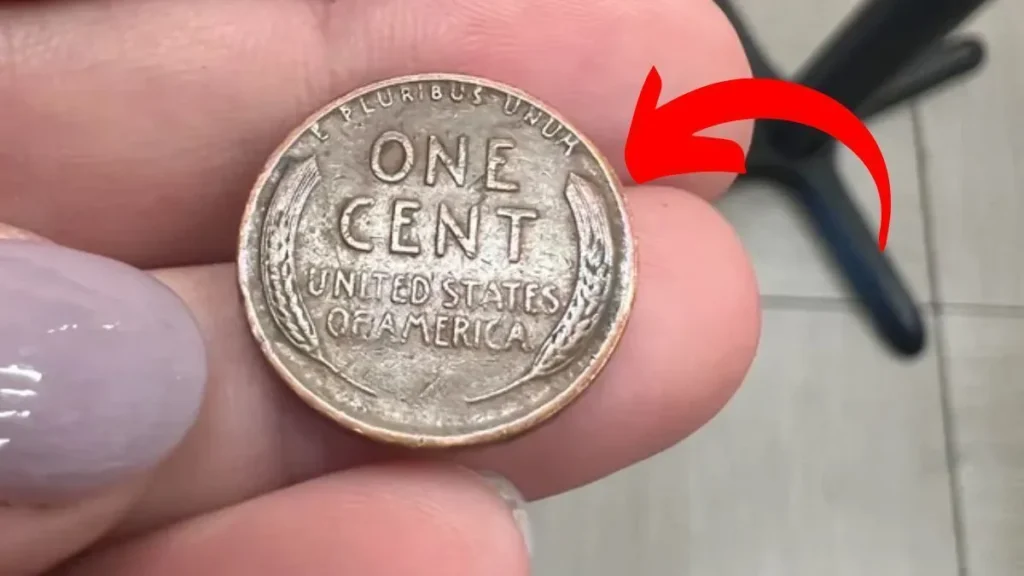 E PLURIBUS UNUM
ONE
CENT
UNITED STATES
OF AMERICA